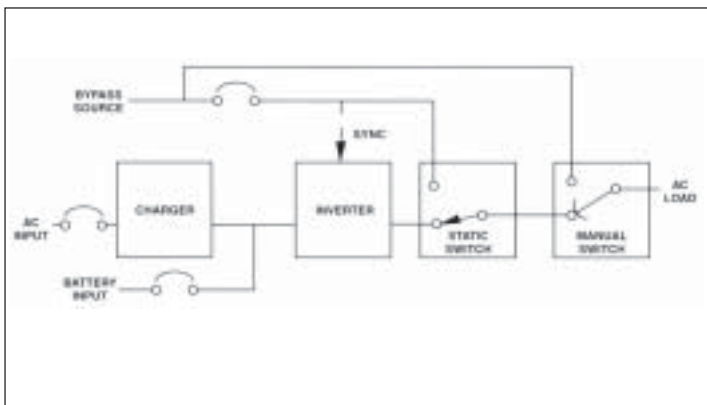 BYPASS
SOURCE
SYNC
CHARGER
INVERTER
AC
INPUT
STATIC
SWITCH
MANUAL
SWITCH
AC
LOAD
BATTERY
INPUT